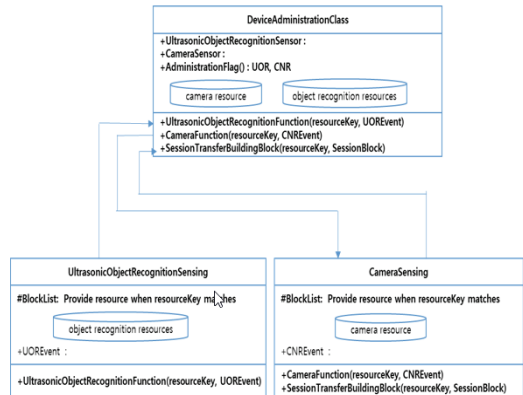 DeviceAdministrationClass
+UltrasonicObjectRecognitionSensor :
+CameraSensor :
+AdministrationFlag() : UOR, CNR
camera resource
object recognition resources
+UltrasonicObjectRecognitionFunction(resourceKey, UOREvent)
+CameraFunction(resourceKey, CNREvent)
+SessionTransferBuildingBlock(resourceKey, SessionBlock)
UltrasonicObjectRecognitionSensing
#BlockList: Provide resource when resourceKey matches
object recognition resources
+UOREvent :
+UltrasonicObjectRecognitionFunction(resourceKey, UOREvent)
CameraSensing
#BlockList: Provide resource when resourceKey matches
camera resource
+CNREvent :
+CameraFunction(resourceKey, CNREvent)
+SessionTransferBuildingBlock(resourceKey, SessionBlock)